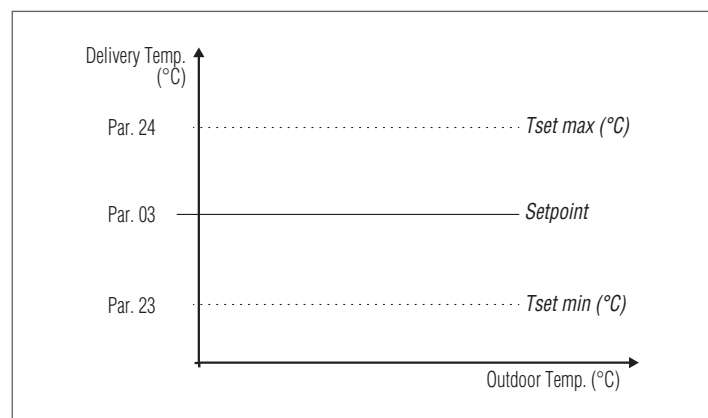 Delivery Temp.
(°C)
Par. 24
Tset max (°C)
Par. 03
Setpoint
Par. 23
Tset min (°C)
Outdoor Temp. (°C)